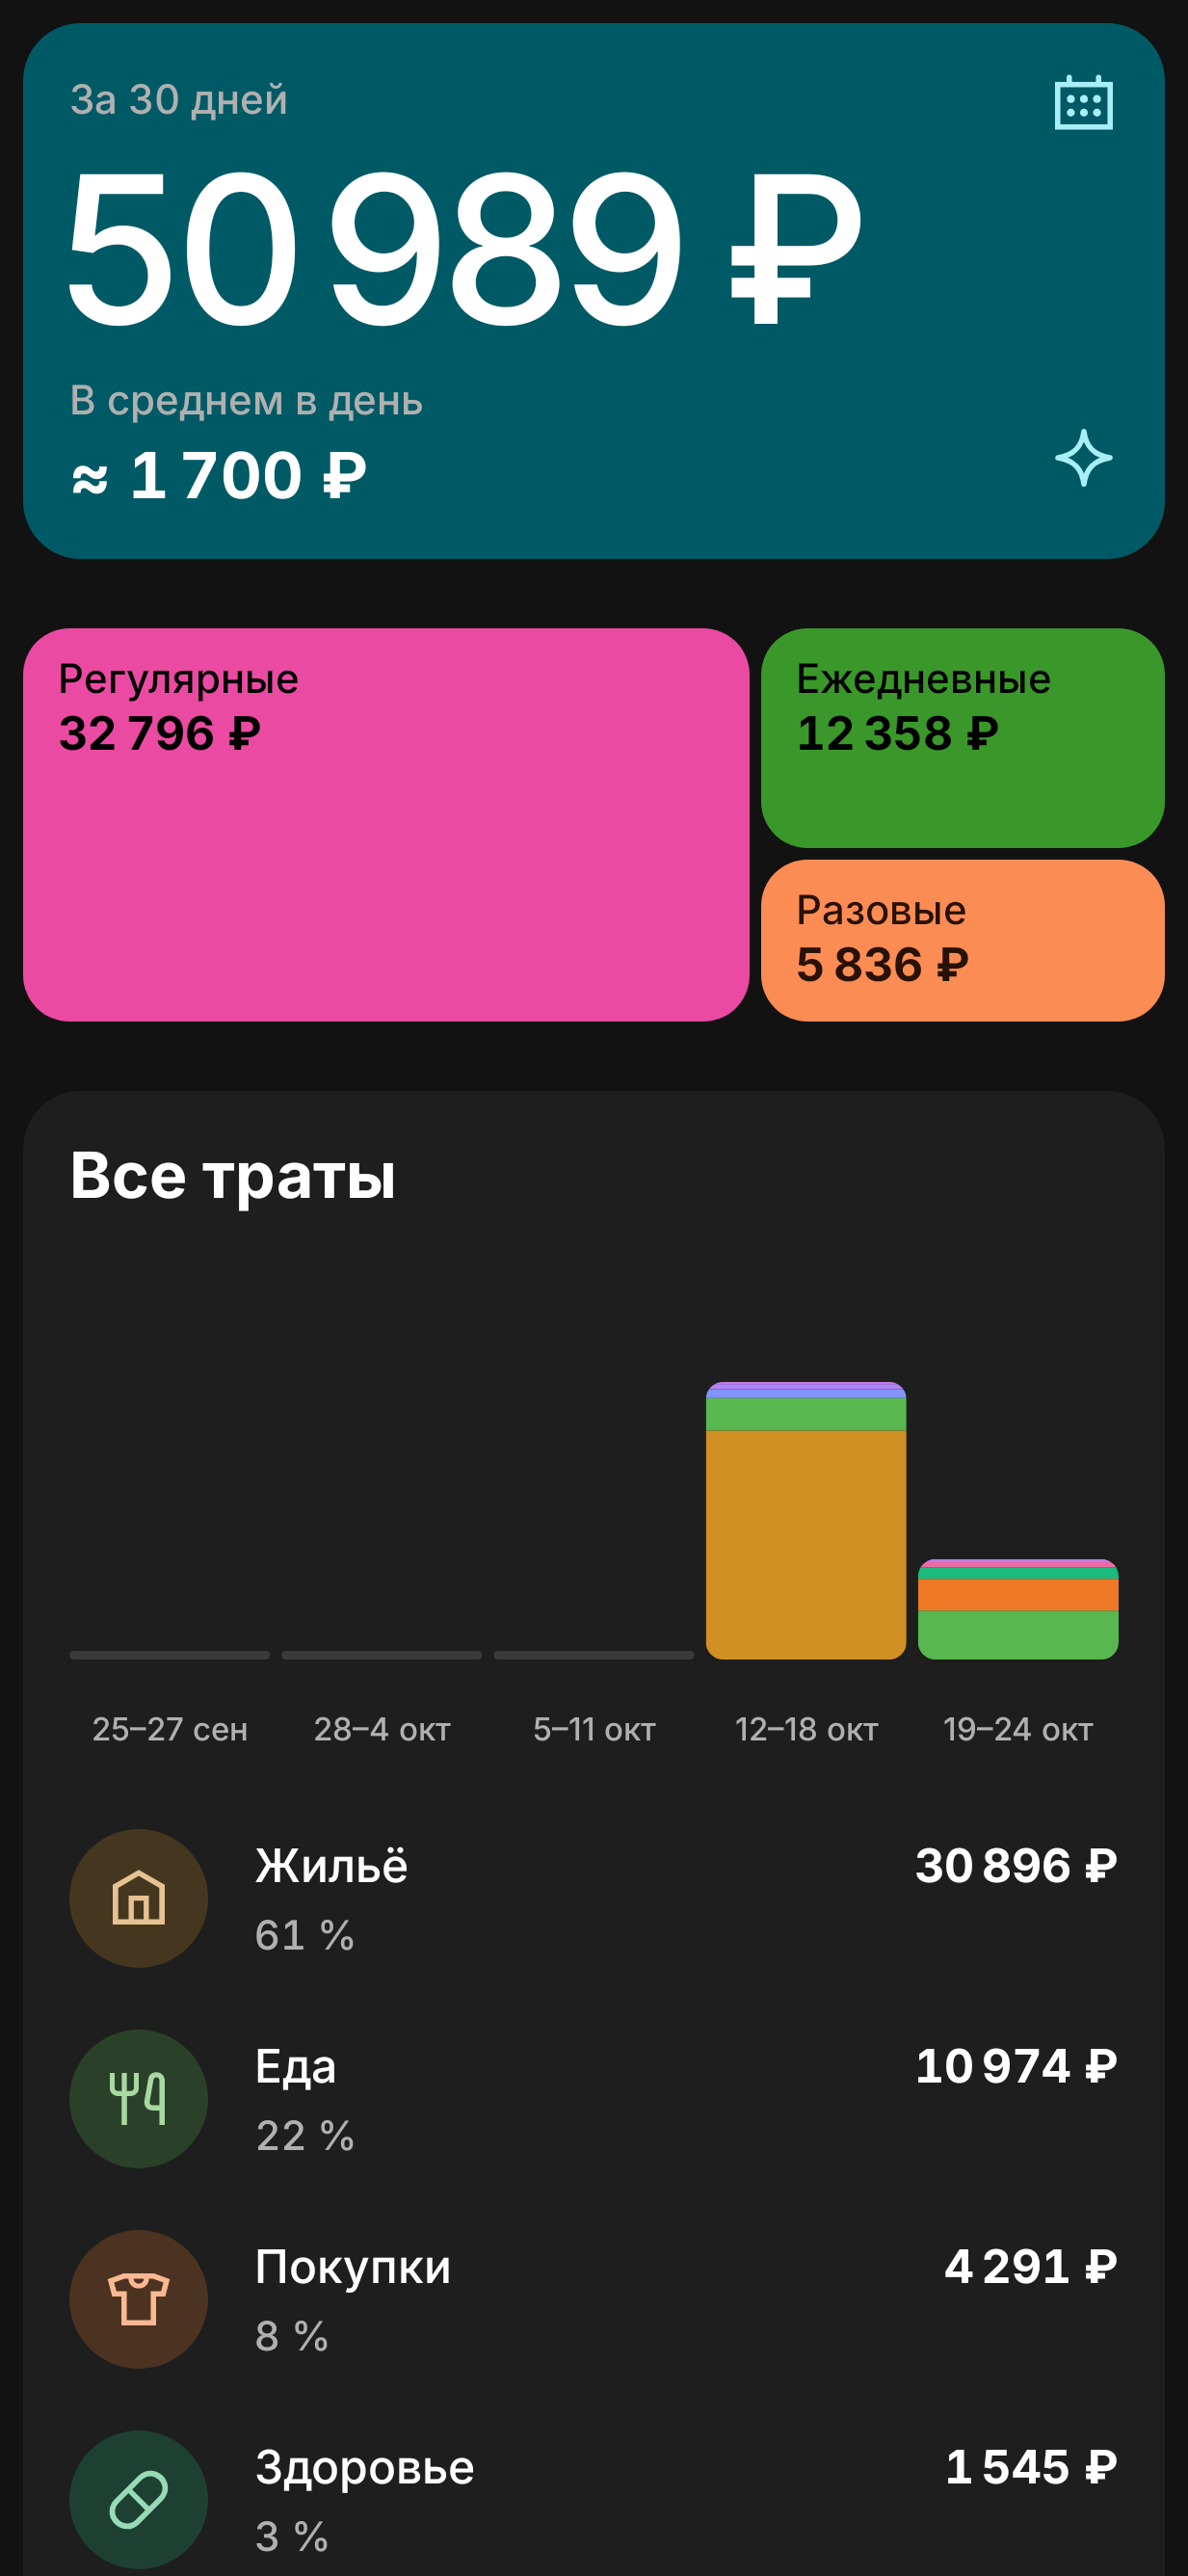 За 30 дней
50 989 ₽
В среднем в день
≈ 1 700 ₽
Регулярные
32 796 ₽
Ежедневные
12 358 ₽
Разовые
5 836 ₽
Все траты
25–27 сен
28–4 окт
5–11 окт
12–18 окт
19–24 окт
Жильё
30 896 ₽
61 %
Еда
10 974 ₽
22 %
Покупки
4 291 ₽
8 %
Здоровье
1 545 ₽
3 %